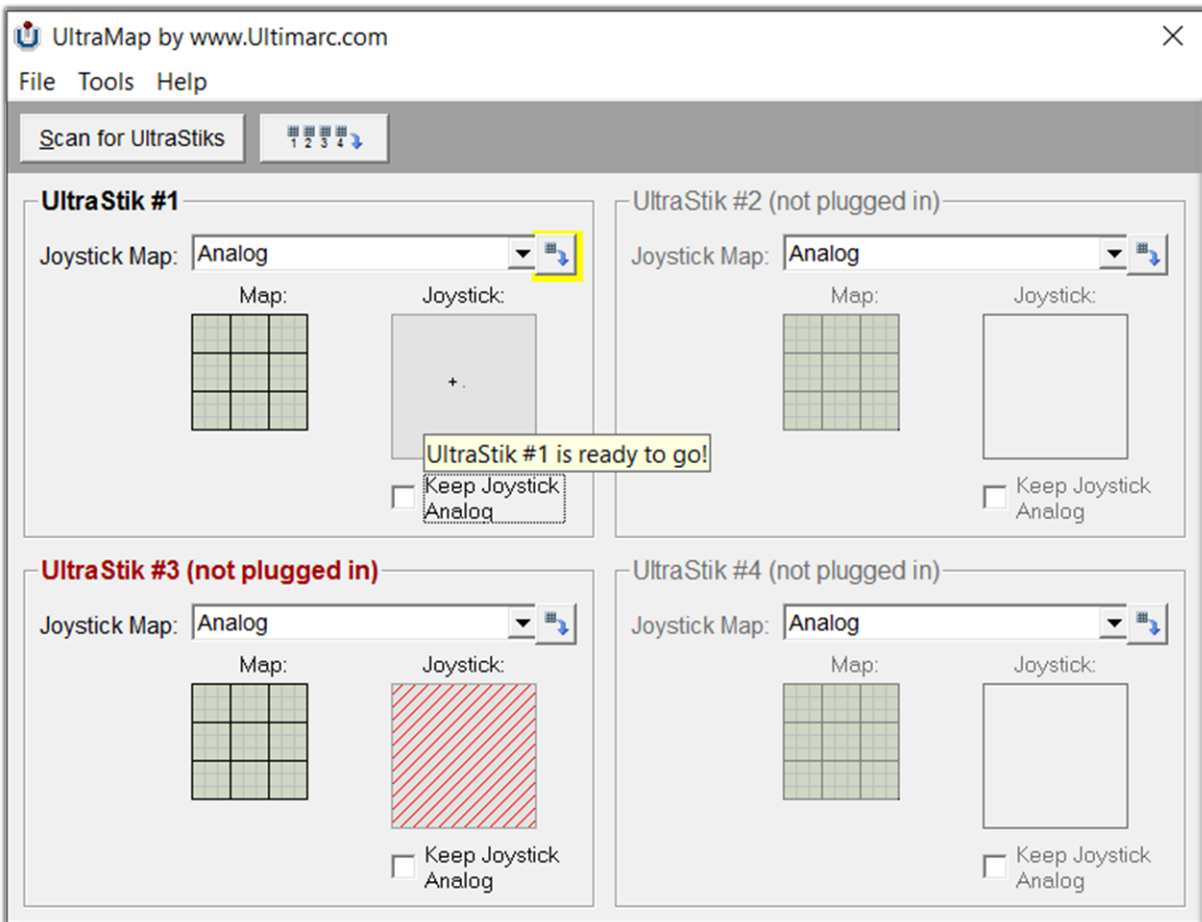 UltraMap by www.Ultimarc.com
File Tools Help
Scan for UltraStiks
1 2 3 4
UltraStik #1
Joystick Map: Analog
Map: Joystick:
UltraStik #1 is ready to go!
Keep Joystick
Analog
UltraStik #2 (not plugged in)
Joystick Map: Analog
Map: Joystick:
Keep Joystick
Analog
UltraStik #3 (not plugged in)
Joystick Map: Analog
Map: Joystick:
Keep Joystick
Analog
UltraStik #4 (not plugged in)
Joystick Map: Analog
Map: Joystick:
Keep Joystick
Analog